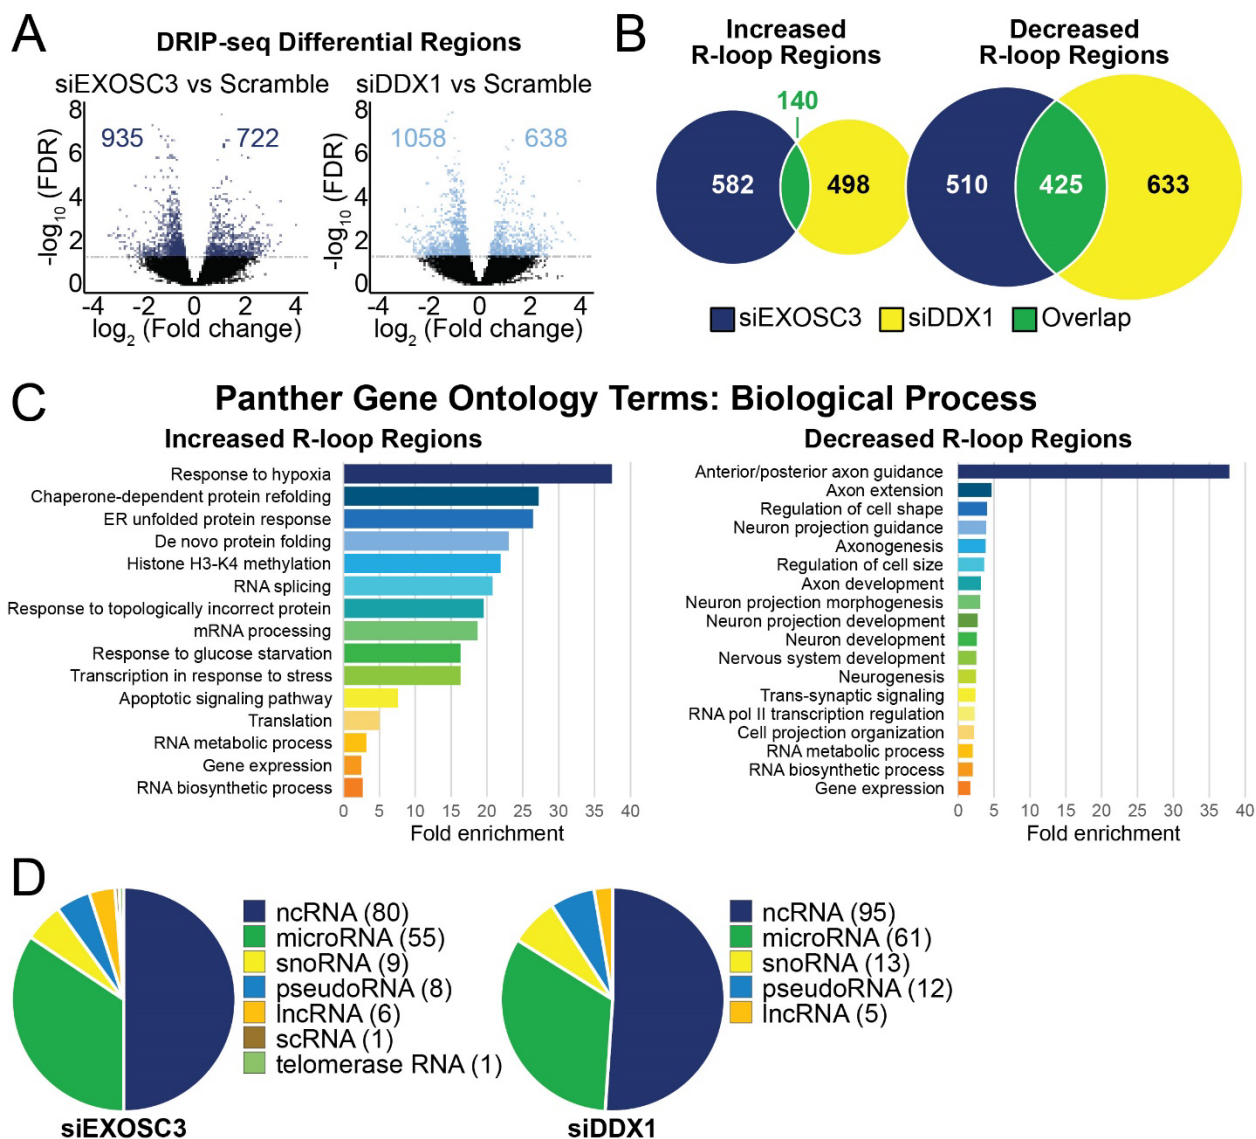 A
DRIP-seq Differential Regions
siEXOSC3 vs Scramble
siDDX1 vs Scramble
8
6
4
2
0
-log10 (FDR)
935
722
-4 -2 0 2 4
log2 (Fold change)
8
6
4
2
0
-log10 (FDR)
1058
638
-4 -2 0 2 4
log2 (Fold change)
B
Increased
R-loop Regions
Decreased
R-loop Regions
140
582
498
510
425
633
siEXOSC3
siDDX1
Overlap
C
Panther Gene Ontology Terms: Biological Process
Increased R-loop Regions
Response to hypoxia
Chaperone-dependent protein refolding
ER unfolded protein response
De novo protein folding
Histone H3-K4 methylation
RNA splicing
Response to topologically incorrect protein
mRNA processing
Response to glucose starvation
Transcription in response to stress
Apoptotic signaling pathway
Translation
RNA metabolic process
Gene expression
RNA biosynthetic process
0 5 10 15 20 25 30 35 40
Fold enrichment
Decreased R-loop Regions
Anterior/posterior axon guidance
Axon extension
Regulation of cell shape
Neuron projection guidance
Axonogenesis
Regulation of cell size
Axon development
Neuron projection morphogenesis
Neuron projection development
Neuron development
Nervous system development
Neurogenesis
Trans-synaptic signaling
RNA pol II transcription regulation
Cell projection organization
RNA metabolic process
RNA biosynthetic process
Gene expression
0 5 10 15 20 25 30 35 40
Fold enrichment
D
ncRNA (80)
microRNA (55)
snoRNA (9)
pseudoRNA (8)
lncRNA (6)
scRNA (1)
telomerase RNA (1)
siEXOSC3
ncRNA (95)
microRNA (61)
snoRNA (13)
pseudoRNA (12)
lncRNA (5)
siDDX1